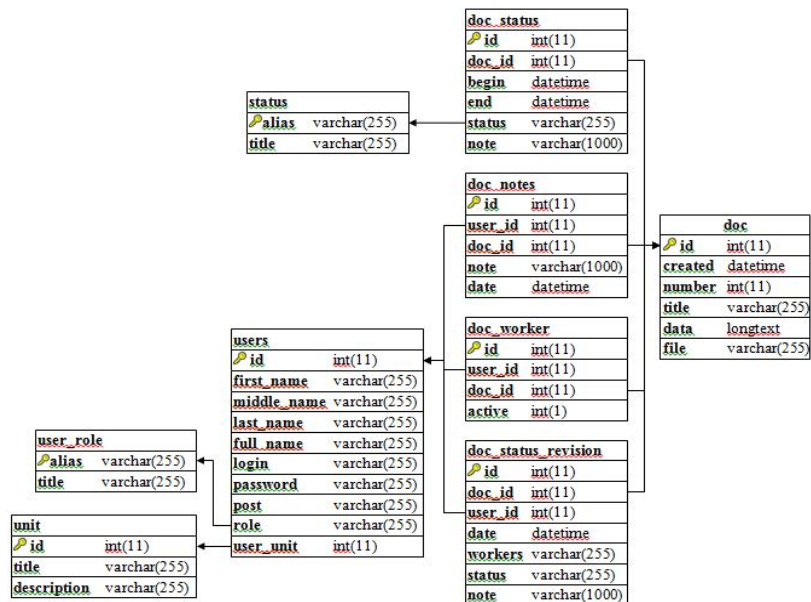 doc_status
id int(11)
doc_id int(11)
begin datetime
end datetime
status varchar(255)
note varchar(1000)
status
alias varchar(255)
title varchar(255)
doc_notes
id int(11)
user_id int(11)
doc_id int(11)
note varchar(1000)
date datetime
doc
id int(11)
created datetime
number int(11)
title varchar(255)
data longtext
file varchar(255)
doc_worker
id int(11)
user_id int(11)
doc_id int(11)
active int(1)
users
id int(11)
first_name varchar(255)
middle_name varchar(255)
last_name varchar(255)
full_name varchar(255)
login varchar(255)
password varchar(255)
post varchar(255)
role varchar(255)
user_unit int(11)
user_role
alias varchar(255)
title varchar(255)
doc_status_revision
id int(11)
doc_id int(11)
user_id int(11)
date datetime
workers varchar(255)
status varchar(255)
note varchar(1000)
unit
id int(11)
title varchar(255)
description varchar(255)